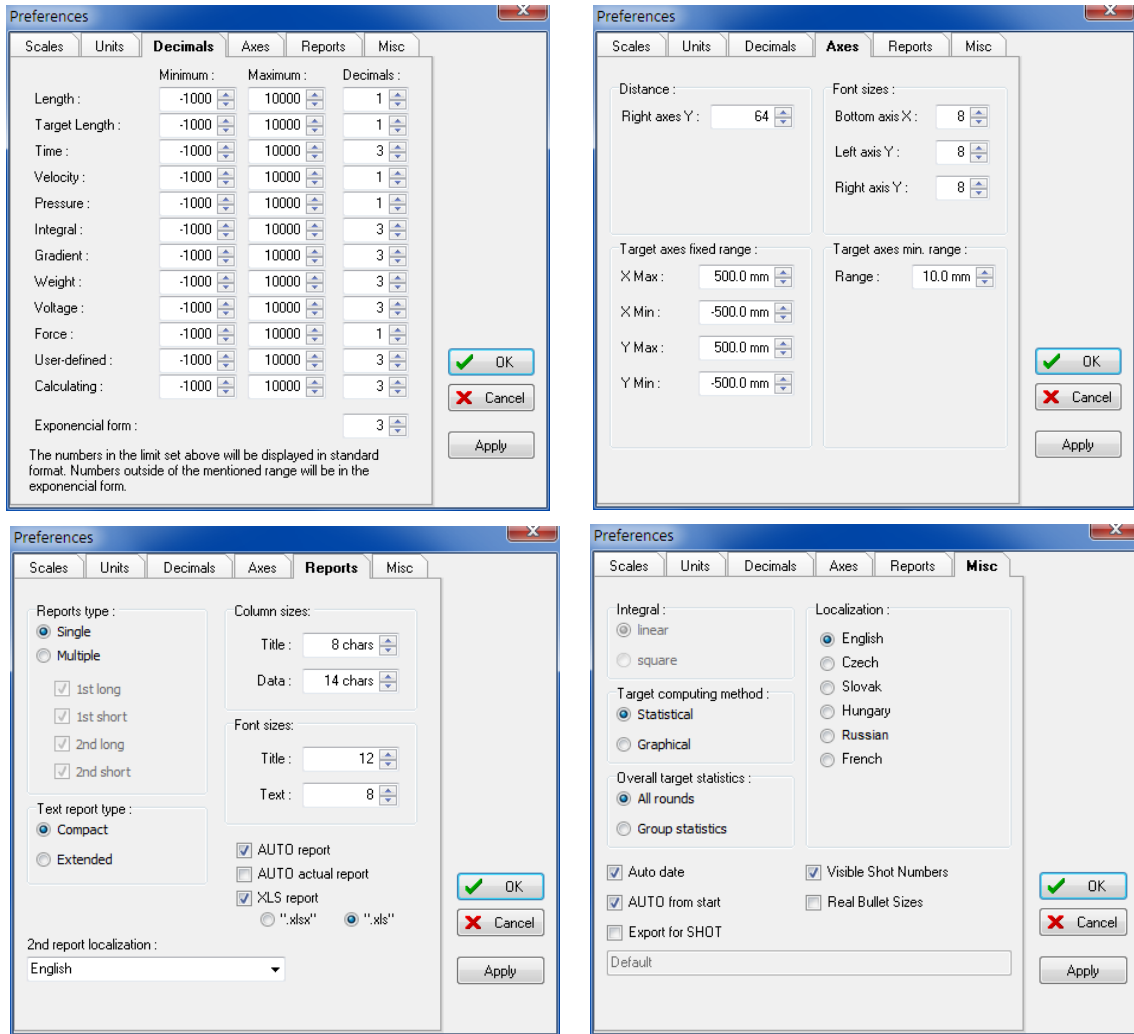 Preferences
Scales Units Decimals Axes Reports Misc
Minimum : Maximum : Decimals :
Length : -1000 10000 1
Target Length : -1000 10000 1
Time : -1000 10000 3
Velocity : -1000 10000 1
Pressure : -1000 10000 1
Integral : -1000 10000 3
Gradient : -1000 10000 3
Weight : -1000 10000 3
Voltage : -1000 10000 3
Force : -1000 10000 1
User-defined : -1000 10000 3
Calculating : -1000 10000 3
Exponencial form : 3
The numbers in the limit set above will be displayed in standard
format. Numbers outside of the mentioned range will be in the
exponencial form.
OK
Cancel
Apply
Preferences
Scales Units Decimals Axes Reports Misc
Distance :
Right axes Y : 64
Font sizes :
Bottom axis X : 8
Left axis Y : 8
Right axis Y : 8
Target axes fixed range :
X Max : 500.0 mm
X Min : -500.0 mm
Y Max : 500.0 mm
Y Min : -500.0 mm
Target axes min. range :
Range : 10.0 mm
OK
Cancel
Apply
Preferences
Scales Units Decimals Axes Reports Misc
Reports type :
Single
Multiple
1st long
1st short
2nd long
2nd short
Text report type :
Compact
Extended
Column sizes:
Title : 8 chars
Data : 14 chars
Font sizes:
Title : 12
Text : 8
AUTO report
AUTO actual report
XLS report
".xlsx" ".xls"
2nd report localization :
English
OK
Cancel
Apply
Preferences
Scales Units Decimals Axes Reports Misc
Integral :
linear
square
Target computing method :
Statistical
Graphical
Overall target statistics :
All rounds
Group statistics
Localization :
English
Czech
Slovak
Hungary
Russian
French
Auto date
AUTO from start
Export for SHOT
Visible Shot Numbers
Real Bullet Sizes
Default
OK
Cancel
Apply